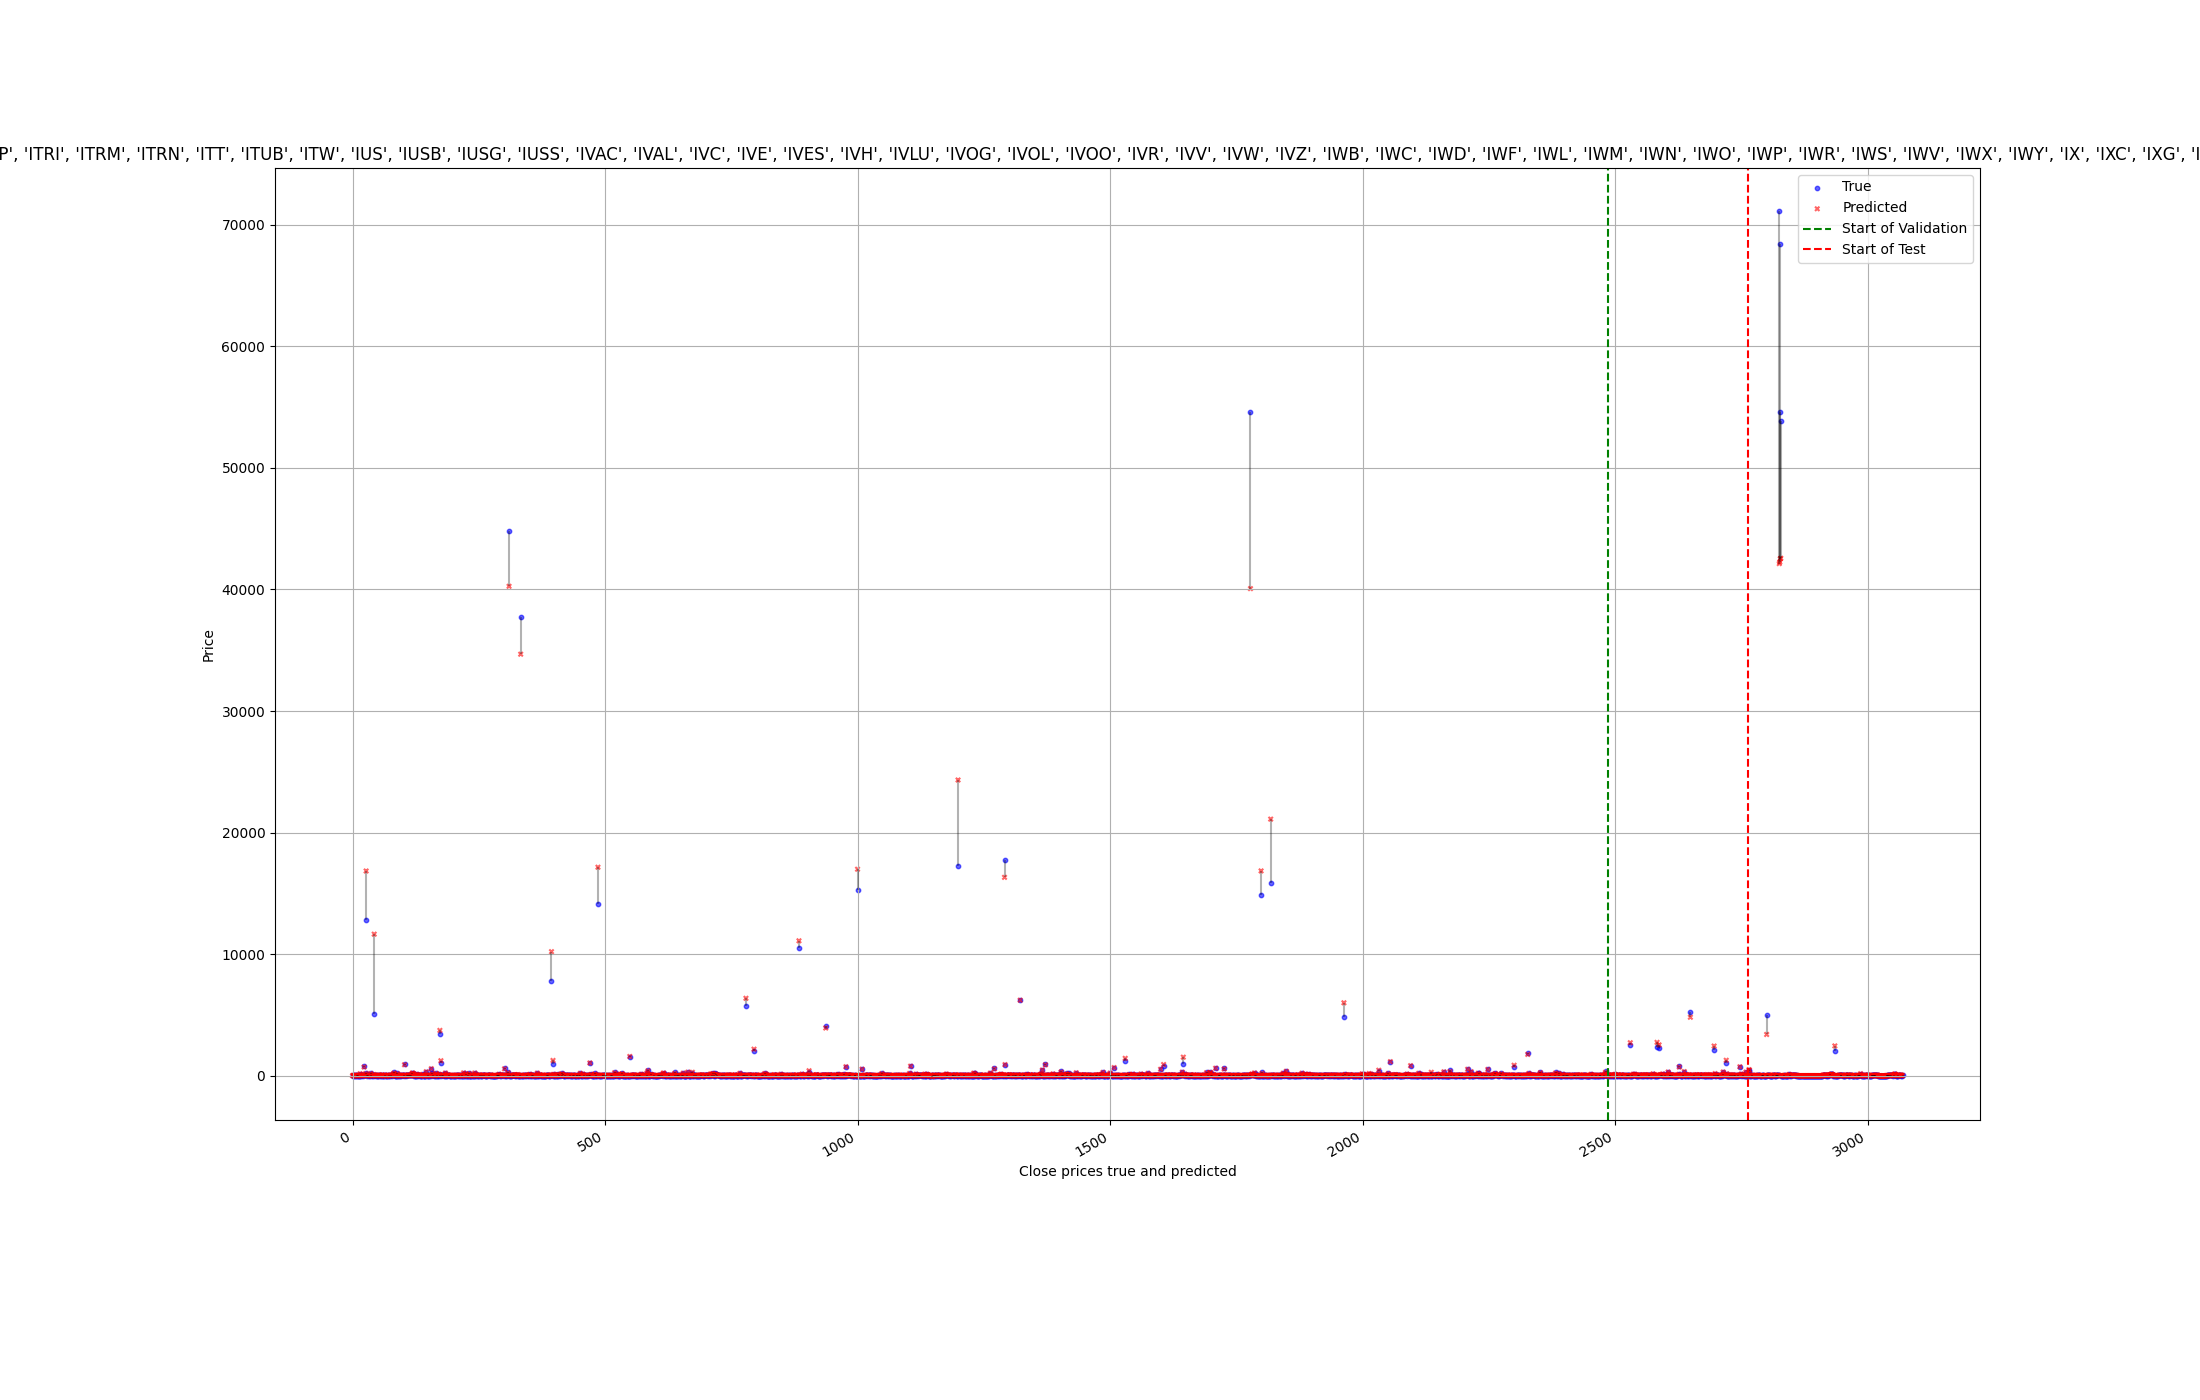 P', 'ITRI', 'ITRM', 'ITRN', 'ITT', 'ITUB', 'ITW', 'IUS', 'IUSB', 'IUSG', 'IUSS', 'IVAC', 'IVAL', 'IVC', 'IVE', 'IVES', 'IVH', 'IVLU', 'IVOG', 'IVOL', 'IVOO', 'IVR', 'IVV', 'IVW', 'IVZ', 'IWB', 'IWC', 'IWD', 'IWF', 'IWL', 'IWM', 'IWN', 'IWO', 'IWP', 'IWR', 'IWS', 'IWV', 'IWX', 'IWY', 'IX', 'IXC', 'IXG', 'I
True
Predicted
Start of Validation
Start of Test
70000
60000
50000
40000
30000
20000
10000
0
Price
0 500 1000 1500 2000 2500 3000
Close prices true and predicted